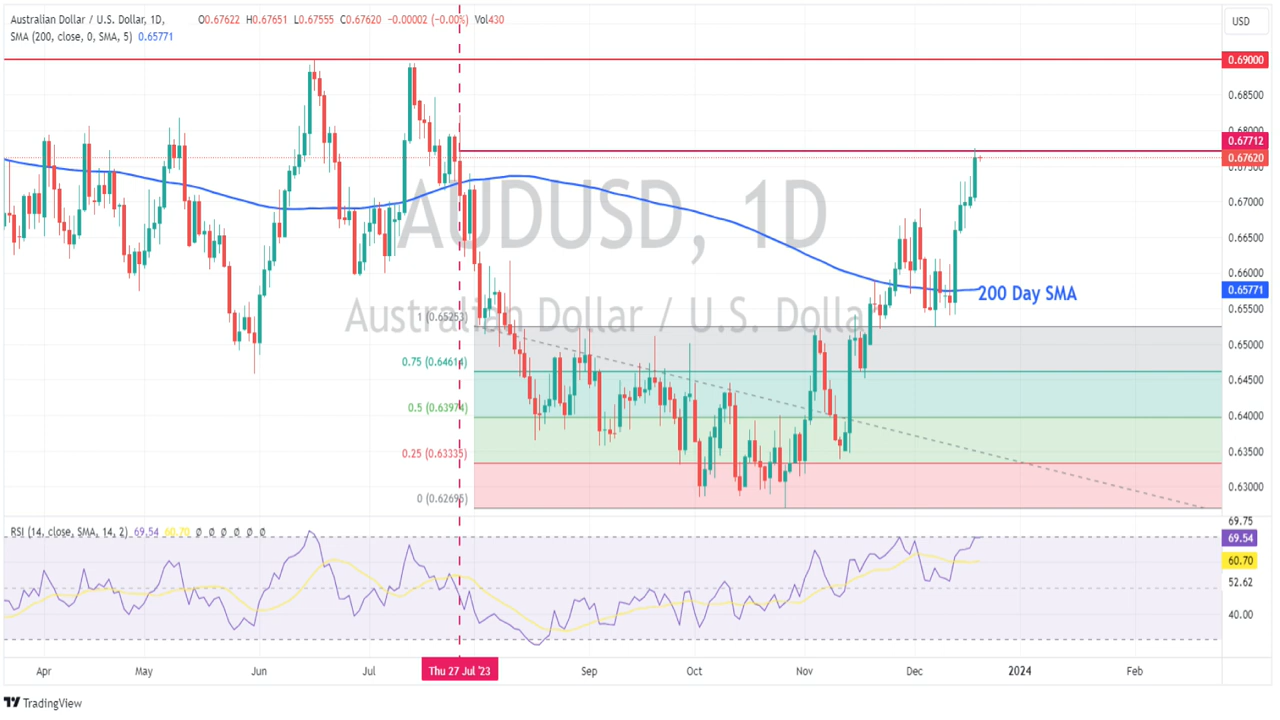 Australian Dollar / U.S. Dollar, 1D, O0.67622 H0.67651 L0.67555 C0.67620 −0.00002 (−0.00%) Vol430
SMA (200, close, 0, SMA, 5) 0.65771
USD
0.69000
0.68500
0.68000
0.67712
0.67620
0.67500
0.67000
0.66500
0.66000
0.65771
0.65500
0.65000
0.64500
0.64000
0.63500
0.63000
AUDUSD, 1D
Australian Dollar / U.S. Dollar
200 Day SMA
1 (0.65253)
0.75 (0.64614)
0.5 (0.63974)
0.25 (0.63335)
0 (0.62695)
RSI (14, close, SMA, 14, 2) 69.54 60.70 Ø Ø Ø Ø Ø Ø
69.75
69.54
60.70
52.62
40.00
Apr May Jun Jul Thu 27 Jul '23 Sep Oct Nov Dec 2024 Feb
TradingView